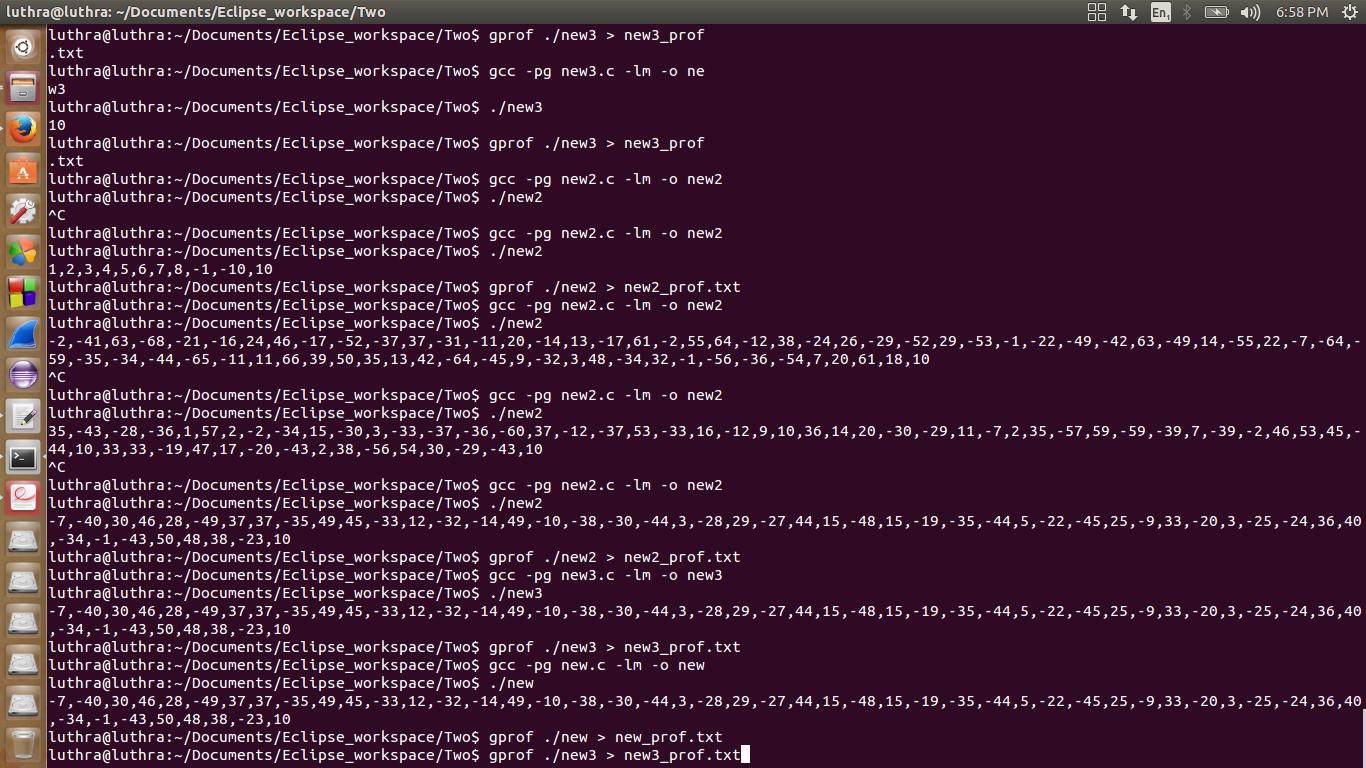 luthra@luthra: ~/Documents/Eclipse_workspace/Two
En1
6:58 PM
luthra@luthra:~/Documents/Eclipse_workspace/Two$ gprof ./new3 > new3_prof
.txt
luthra@luthra:~/Documents/Eclipse_workspace/Two$ gcc -pg new3.c -lm -o ne
w3
luthra@luthra:~/Documents/Eclipse_workspace/Two$ ./new3
10
luthra@luthra:~/Documents/Eclipse_workspace/Two$ gprof ./new3 > new3_prof
.txt
luthra@luthra:~/Documents/Eclipse_workspace/Two$ gcc -pg new2.c -lm -o new2
luthra@luthra:~/Documents/Eclipse_workspace/Two$ ./new2
^C
luthra@luthra:~/Documents/Eclipse_workspace/Two$ gcc -pg new2.c -lm -o new2
luthra@luthra:~/Documents/Eclipse_workspace/Two$ ./new2
1,2,3,4,5,6,7,8,-1,-10,10
luthra@luthra:~/Documents/Eclipse_workspace/Two$ gprof ./new2 > new2_prof.txt
luthra@luthra:~/Documents/Eclipse_workspace/Two$ gcc -pg new2.c -lm -o new2
luthra@luthra:~/Documents/Eclipse_workspace/Two$ ./new2
-2,-41,63,-68,-21,-16,24,46,-17,-52,-37,37,-31,-11,20,-14,13,-17,61,-2,55,64,-12,38,-24,26,-29,-52,29,-53,-1,-22,-49,-42,63,-49,14,-55,22,-7,-64,-
59,-35,-34,-44,-65,-11,11,66,39,50,35,13,42,-64,-45,9,-32,3,48,-34,32,-1,-56,-36,-54,7,20,61,18,10
^C
luthra@luthra:~/Documents/Eclipse_workspace/Two$ gcc -pg new2.c -lm -o new2
luthra@luthra:~/Documents/Eclipse_workspace/Two$ ./new2
35,-43,-28,-36,1,57,2,-2,-34,15,-30,3,-33,-37,-36,-60,37,-12,-37,53,-33,16,-12,9,10,36,14,20,-30,-29,11,-7,2,35,-57,59,-59,-39,7,-39,-2,46,53,45,-
44,10,33,33,-19,47,17,-20,-43,2,38,-56,54,30,-29,-43,10
^C
luthra@luthra:~/Documents/Eclipse_workspace/Two$ gcc -pg new2.c -lm -o new2
luthra@luthra:~/Documents/Eclipse_workspace/Two$ ./new2
-7,-40,30,46,28,-49,37,37,-35,49,45,-33,12,-32,-14,49,-10,-38,-30,-44,3,-28,29,-27,44,15,-48,15,-19,-35,-44,5,-22,-45,25,-9,33,-20,3,-25,-24,36,40
,-34,-1,-43,50,48,38,-23,10
luthra@luthra:~/Documents/Eclipse_workspace/Two$ gprof ./new2 > new2_prof.txt
luthra@luthra:~/Documents/Eclipse_workspace/Two$ gcc -pg new3.c -lm -o new3
luthra@luthra:~/Documents/Eclipse_workspace/Two$ ./new3
-7,-40,30,46,28,-49,37,37,-35,49,45,-33,12,-32,-14,49,-10,-38,-30,-44,3,-28,29,-27,44,15,-48,15,-19,-35,-44,5,-22,-45,25,-9,33,-20,3,-25,-24,36,40
,-34,-1,-43,50,48,38,-23,10
luthra@luthra:~/Documents/Eclipse_workspace/Two$ gprof ./new3 > new3_prof.txt
luthra@luthra:~/Documents/Eclipse_workspace/Two$ gcc -pg new.c -lm -o new
luthra@luthra:~/Documents/Eclipse_workspace/Two$ ./new
-7,-40,30,46,28,-49,37,37,-35,49,45,-33,12,-32,-14,49,-10,-38,-30,-44,3,-28,29,-27,44,15,-48,15,-19,-35,-44,5,-22,-45,25,-9,33,-20,3,-25,-24,36,40
,-34,-1,-43,50,48,38,-23,10
luthra@luthra:~/Documents/Eclipse_workspace/Two$ gprof ./new > new_prof.txt
luthra@luthra:~/Documents/Eclipse_workspace/Two$ gprof ./new3 > new3_prof.txt